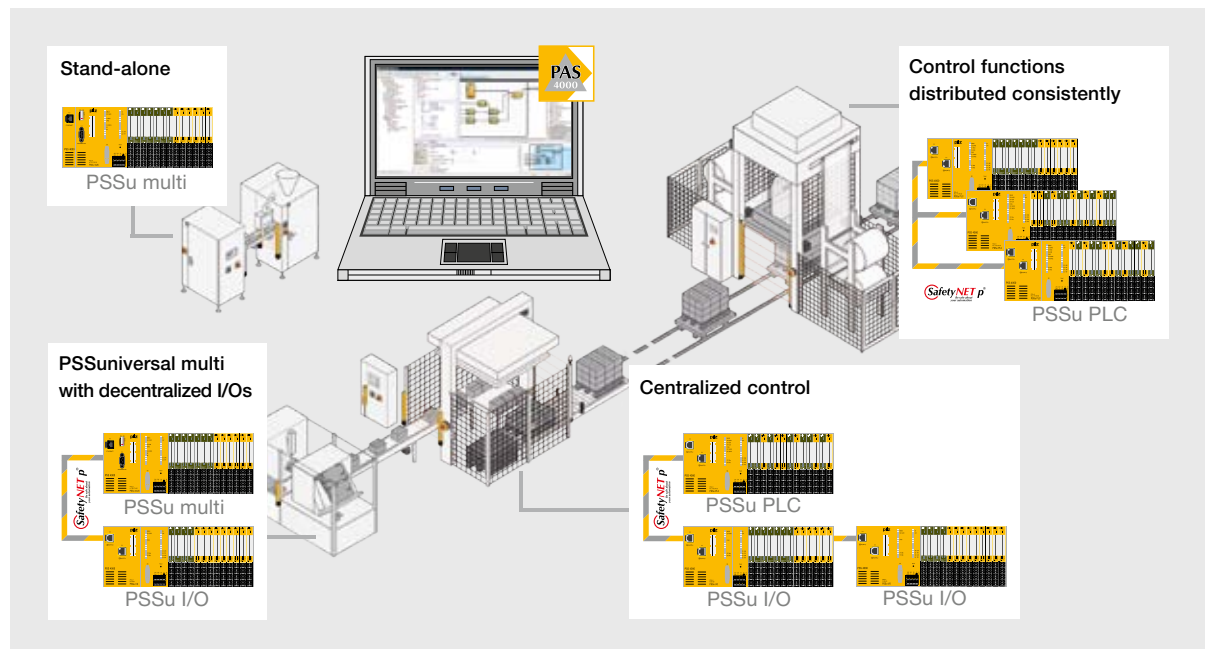 Stand-alone
PSSu multi
PAS
4000
Control functions
distributed consistently
SafetyNET p
PSSu PLC
PSSuniversal multi
with decentralized I/Os
SafetyNET p
PSSu multi
PSSu I/O
Centralized control
SafetyNET p
PSSu PLC
PSSu I/O
PSSu I/O